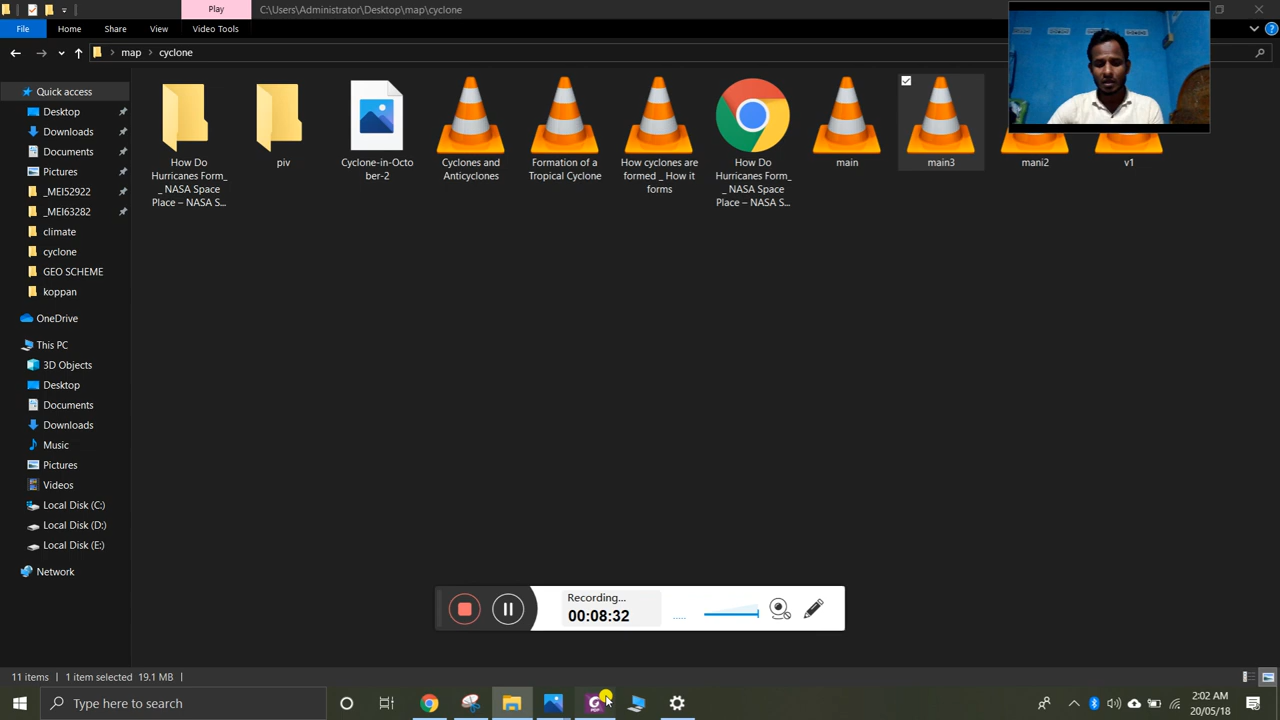 Play
C:\Users\Administrator\Desktop\map\cyclone
File
Home
Share
View
Video Tools
map
cyclone
Quick access
Desktop
Downloads
Documents
Pictures
_MEI52922
_MEI63282
climate
cyclone
GEO SCHEME
koppan
OneDrive
This PC
3D Objects
Desktop
Documents
Downloads
Music
Pictures
Videos
Local Disk (C:)
Local Disk (D:)
Local Disk (E:)
Network
How Do
Hurricanes Form_
_ NASA Space
Place – NASA S...
piv
Cyclone-in-Octo
ber-2
Cyclones and
Anticyclones
Formation of a
Tropical Cyclone
How cyclones are
formed _ How it
forms
How Do
Hurricanes Form_
_ NASA Space
Place – NASA S...
main
main3
mani2
v1
Recording...
00:08:32
11 items
1 item selected 19.1 MB
Type here to search
2:02 AM
20/05/18